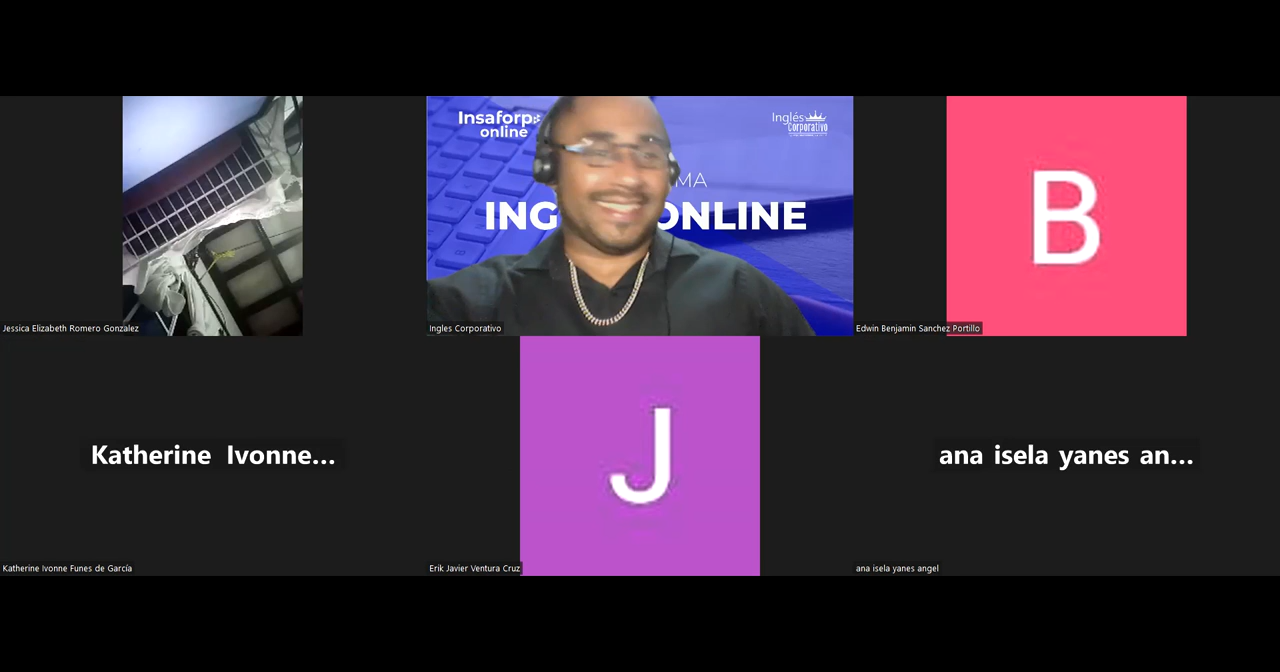 Insaforp
online
Inglés
Corporativo
MA
ING ONLINE
B
Jessica Elizabeth Romero Gonzalez
Ingles Corporativo
Edwin Benjamin Sanchez Portillo
Katherine Ivonne...
J
ana isela yanes an...
Katherine Ivonne Funes de García
Erik Javier Ventura Cruz
ana isela yanes angel